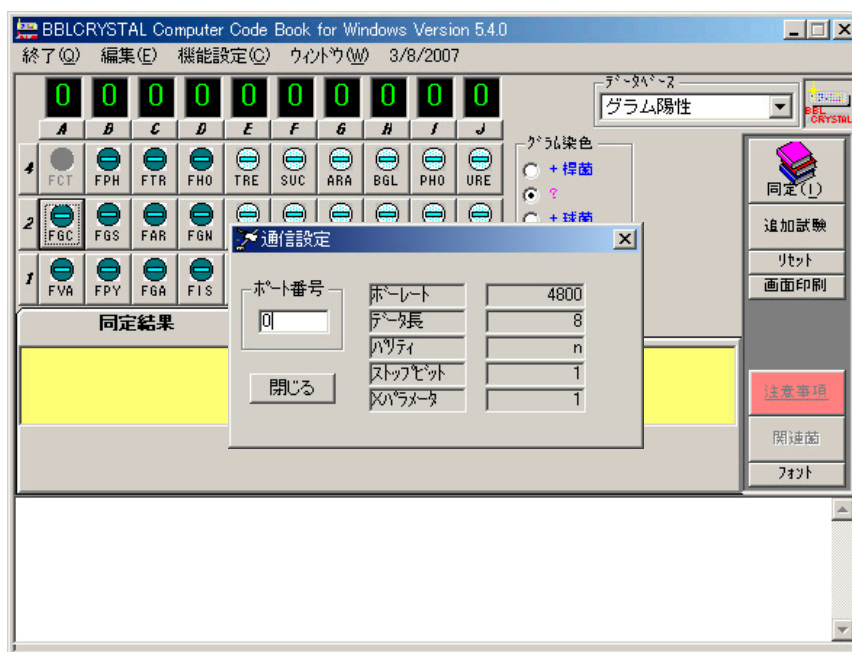 BBLCRYSTAL Computer Code Book for Windows Version 5.4.0
終了(Q) 編集(E) 機能設定(C) ウィンドウ(W) 3/8/2007
0 0 0 0 0 0 0 0 0 0
A B C D E F G H I J
データベース
グラム陽性
BBL CRYSTAL
4 FCT FPH FTR FHO TRE SUC ARA BGL PHO URE
グラム染色
+ 桿菌
?
+ 球菌
同定(I)
2 FGC FGS FAR FGN
追加試験
リセット
画面印刷
1 FVA FPY FGA FIS
通信設定
ポート番号
0
閉じる
ボーレート 4800
データ長 8
パリティ n
ストップビット 1
Xパラメータ 1
同定結果
注意事項
関連菌
フォント